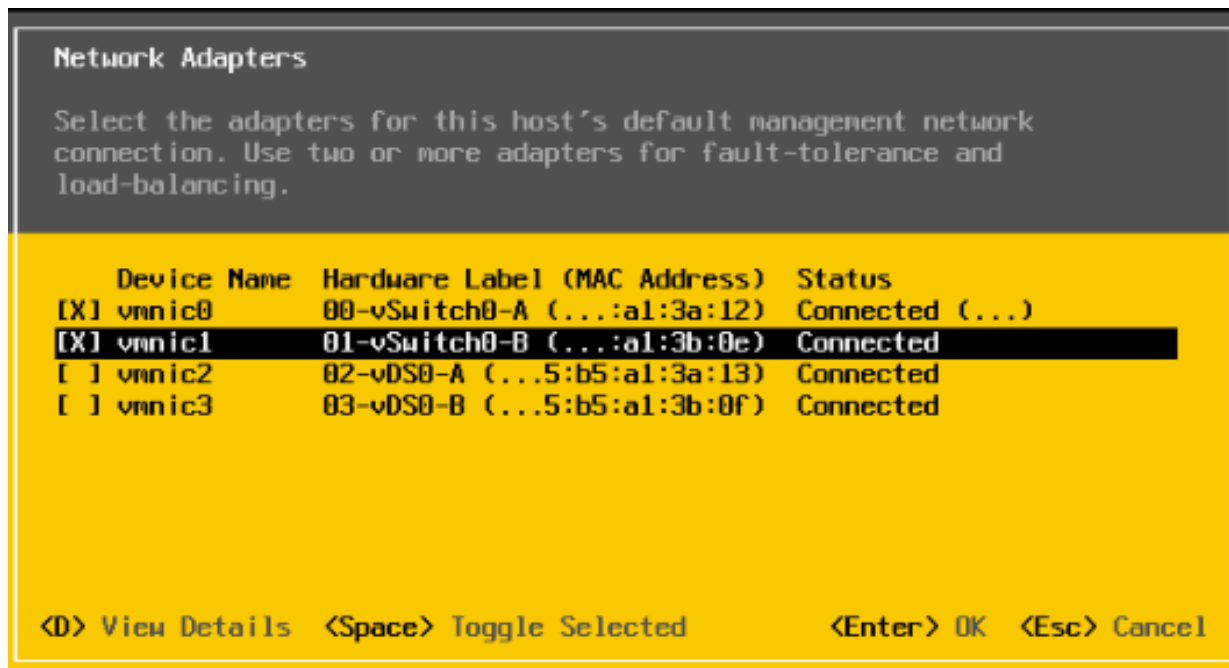 Network Adapters
Select the adapters for this host's default management network
connection. Use two or more adapters for fault-tolerance and
load-balancing.
Device Name Hardware Label (MAC Address) Status
[X] vmnic0 00-vSwitch0-A (...:a1:3a:12) Connected (...)
[X] vmnic1 01-vSwitch0-B (...:a1:3b:0e) Connected
[ ] vmnic2 02-vDS0-A (...5:b5:a1:3a:13) Connected
[ ] vmnic3 03-vDS0-B (...5:b5:a1:3b:0f) Connected
<D> View Details <Space> Toggle Selected <Enter> OK <Esc> Cancel